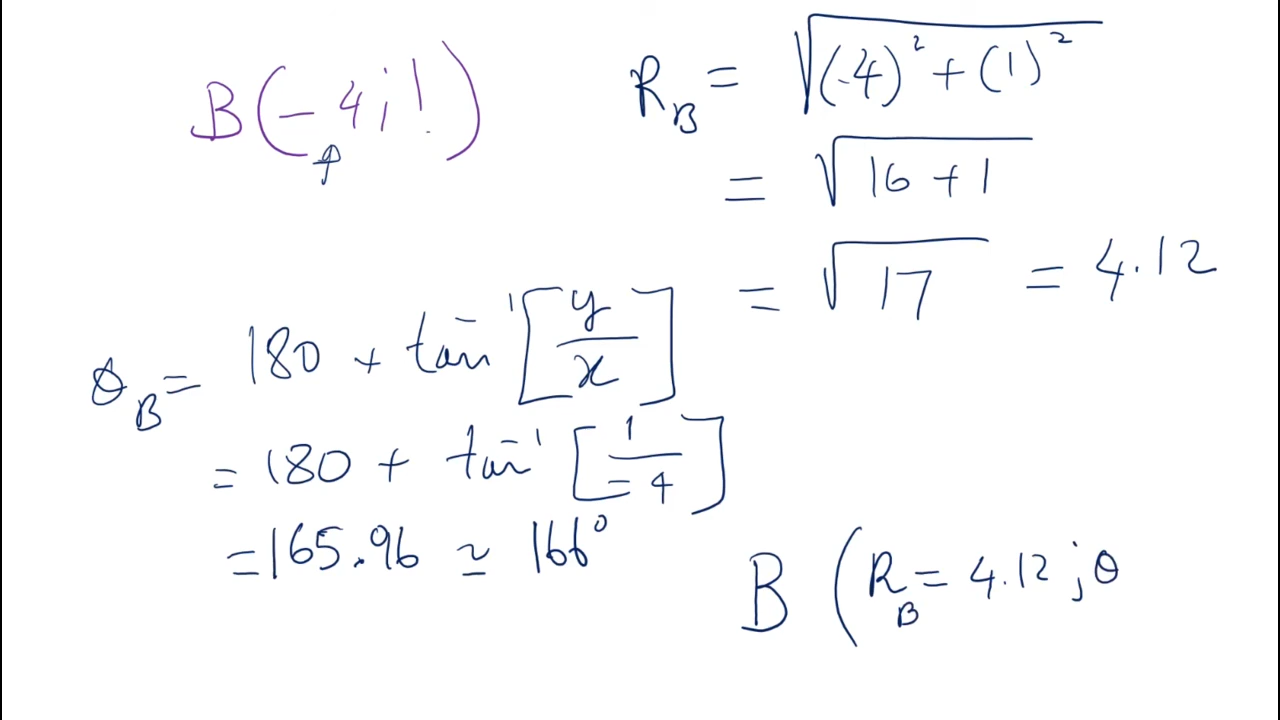 B(-4;!)
R_B = √((-4)² + (1)²)
= √(16 + 1)
= √17 = 4.12
θ_B = 180 + tan⁻¹[y/x]
= 180 + tan⁻¹[1/=4]
= 165.96 ≃ 166°
B (R_B = 4.12 ; θ